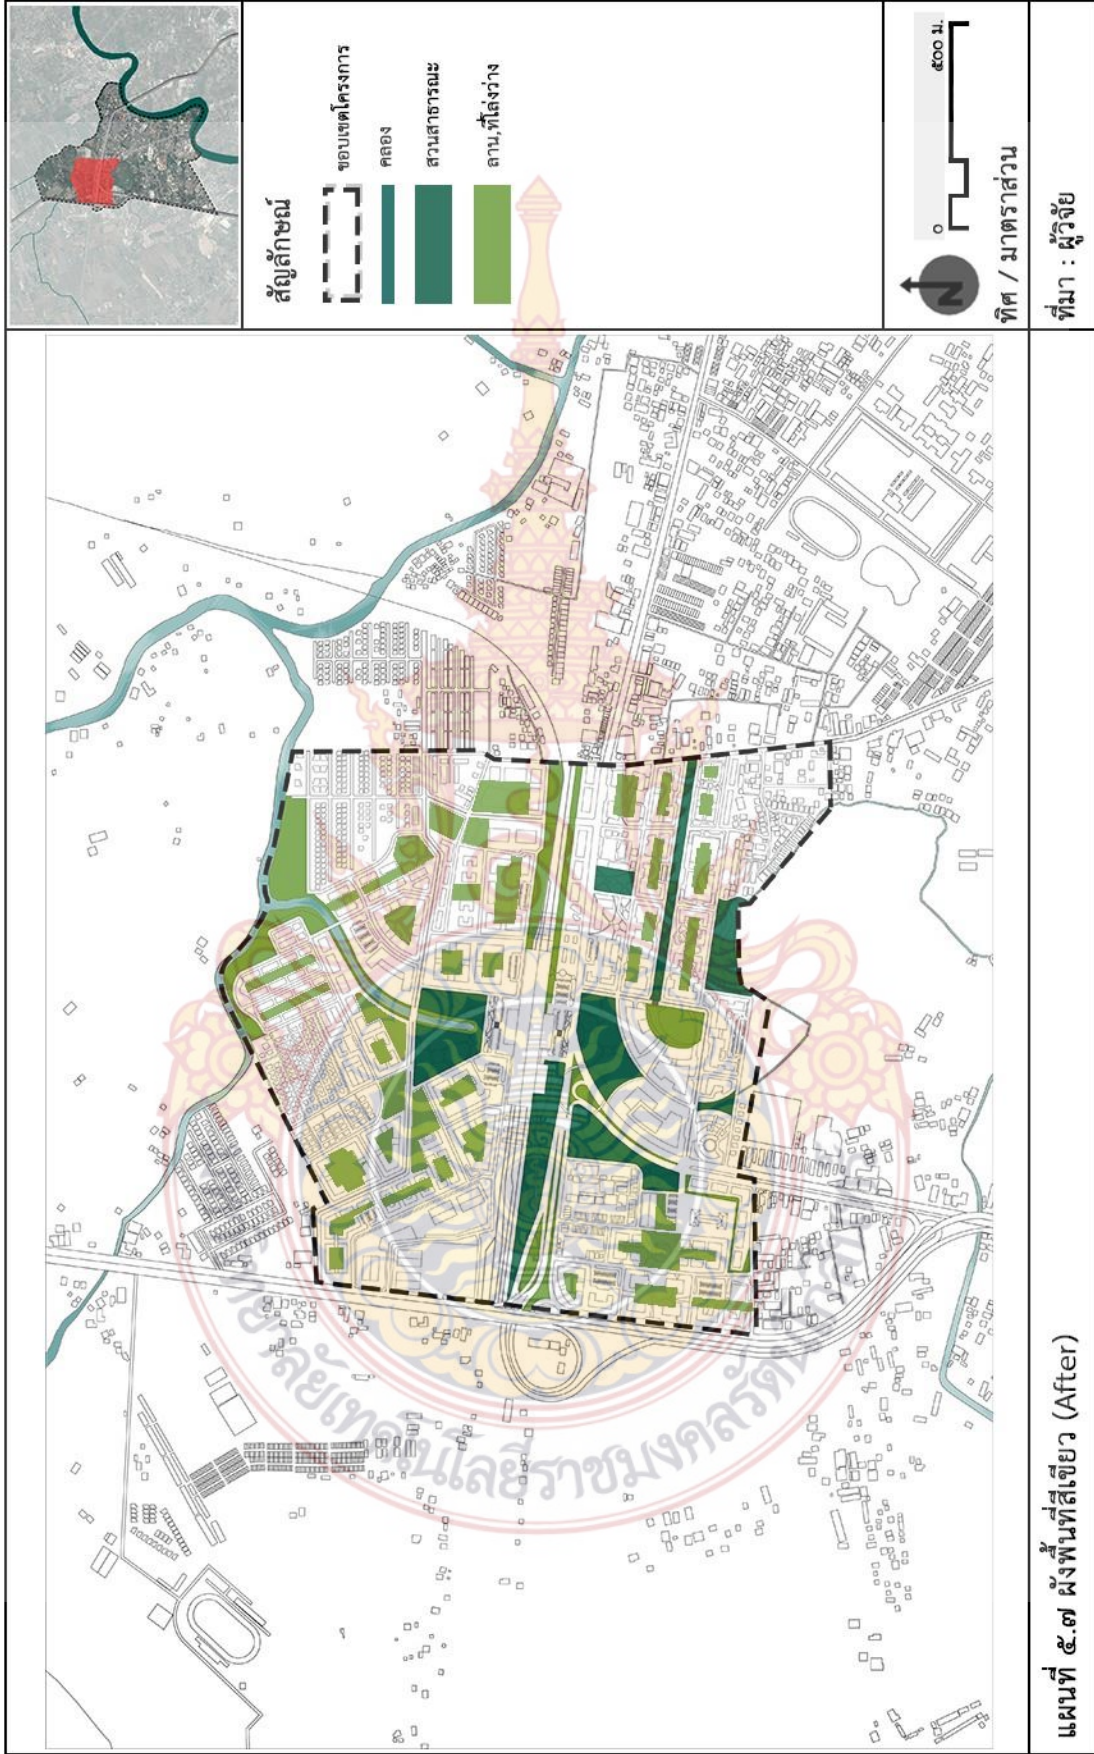 สัญลักษณ์
ขอบเขตโครงการ
คลอง
สวนสาธารณะ
ลาน,ที่โล่งว่าง
N
๐ ๕๐๐ ม.
ทิศ / มาตราส่วน
แผนที่ ๕.๗ ผังพื้นที่สีเขียว (After)
ที่มา : ผู้วิจัย